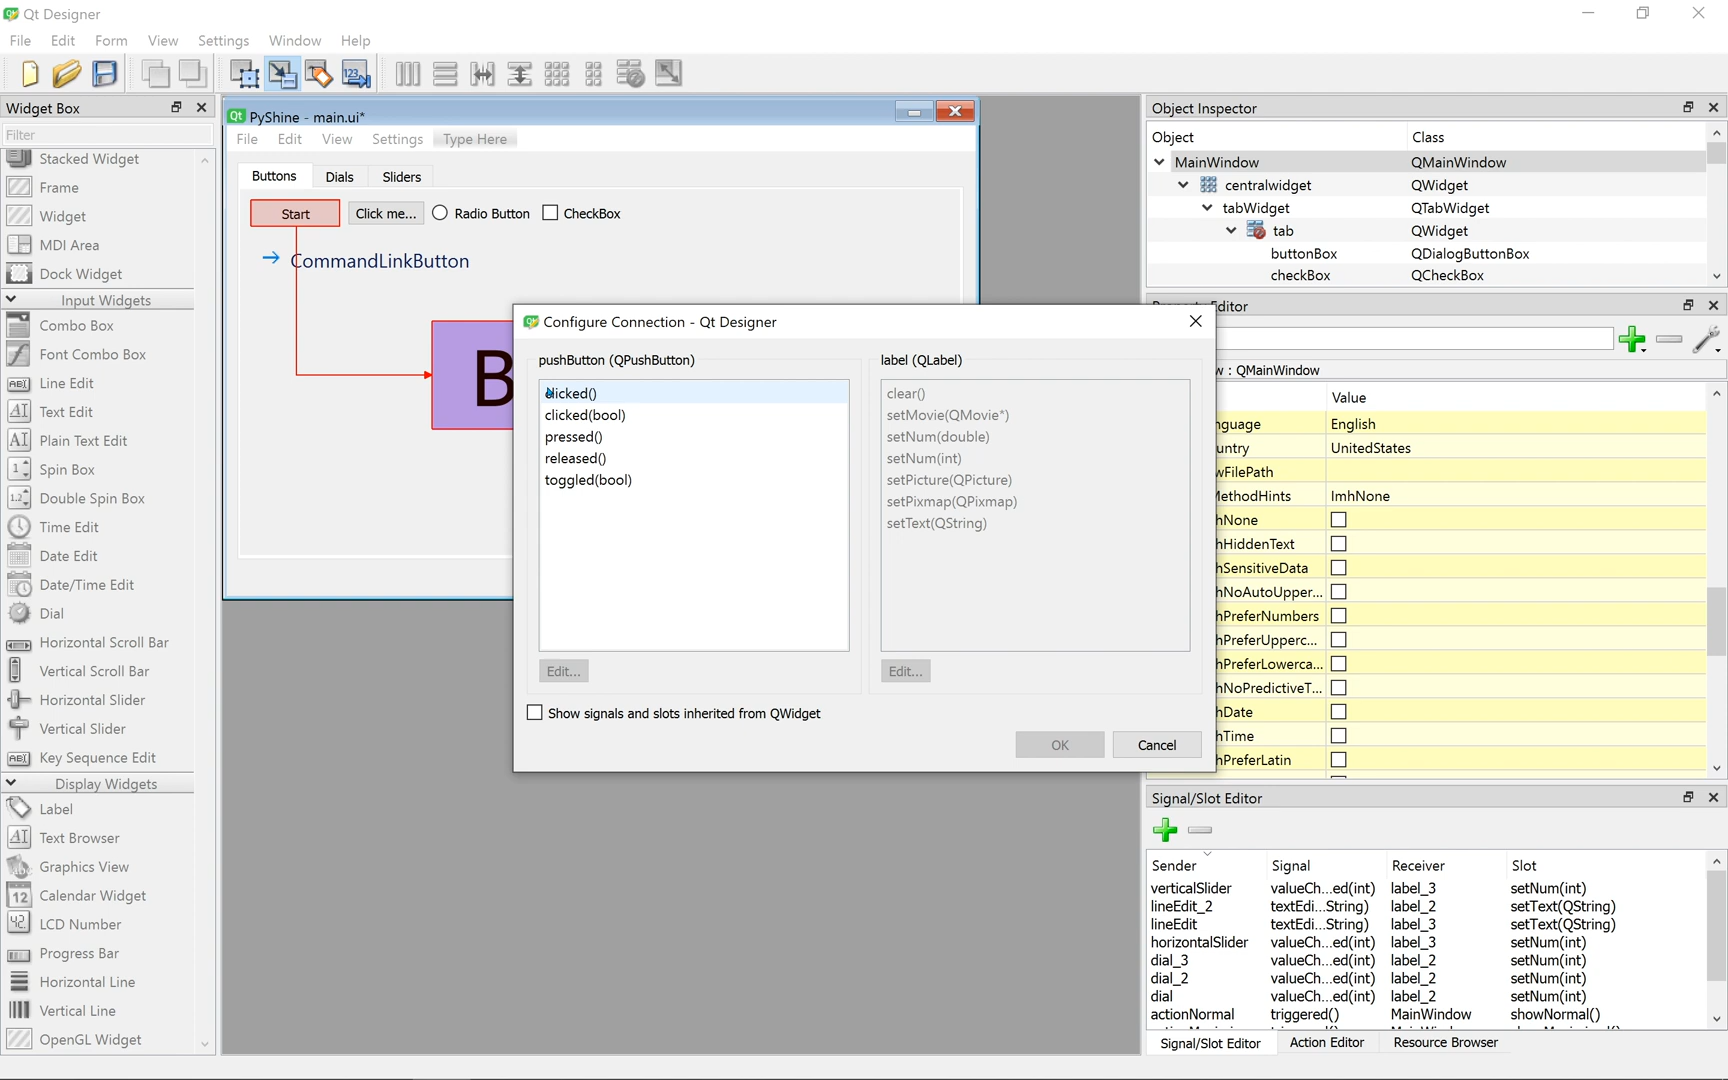 Qt Designer
File Edit Form View Settings Window Help
Widget Box
Filter
Stacked Widget
Frame
Widget
MDI Area
Dock Widget
Input Widgets
Combo Box
Font Combo Box
Line Edit
Text Edit
Plain Text Edit
Spin Box
Double Spin Box
Time Edit
Date Edit
Date/Time Edit
Dial
Horizontal Scroll Bar
Vertical Scroll Bar
Horizontal Slider
Vertical Slider
Key Sequence Edit
Display Widgets
Label
Text Browser
Graphics View
Calendar Widget
LCD Number
Progress Bar
Horizontal Line
Vertical Line
OpenGL Widget
PyShine - main.ui*
File Edit View Settings Type Here
Buttons Dials Sliders
Start Click me... Radio Button CheckBox
CommandLinkButton
B
Configure Connection - Qt Designer
pushButton (QPushButton)
clicked()
clicked(bool)
pressed()
released()
toggled(bool)
Edit...
label (QLabel)
clear()
setMovie(QMovie*)
setNum(double)
setNum(int)
setPicture(QPicture)
setPixmap(QPixmap)
setText(QString)
Edit...
Show signals and slots inherited from QWidget
OK Cancel
Object Inspector
Object Class
MainWindow QMainWindow
centralwidget QWidget
tabWidget QTabWidget
tab QWidget
buttonBox QDialogButtonBox
checkBox QCheckBox
Editor
w : QMainWindow
Value
nguage English
untry UnitedStates
wFilePath
MethodHints ImhNone
hNone
hHiddenText
hSensitiveData
hNoAutoUpper...
hPreferNumbers
hPreferUpperc...
hPreferLowerca...
hNoPredictiveT...
hDate
hTime
hPreferLatin
Signal/Slot Editor
Sender Signal Receiver Slot
verticalSlider valueCh...ed(int) label_3 setNum(int)
lineEdit_2 textEdi...String) label_2 setText(QString)
lineEdit textEdi...String) label_3 setText(QString)
horizontalSlider valueCh...ed(int) label_3 setNum(int)
dial_3 valueCh...ed(int) label_2 setNum(int)
dial_2 valueCh...ed(int) label_2 setNum(int)
dial valueCh...ed(int) label_2 setNum(int)
actionNormal triggered() MainWindow showNormal()
Signal/Slot Editor Action Editor Resource Browser